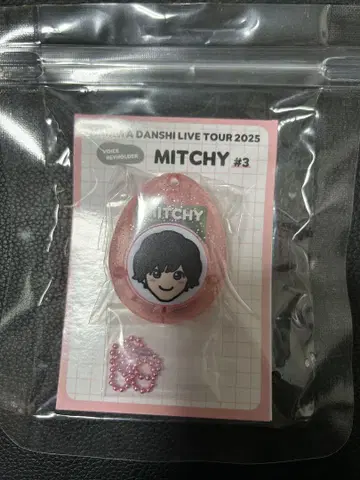 A DANSHI LIVE TOUR 2025
VOICE
KEYHOLDER
MITCHY #3
MITCHY